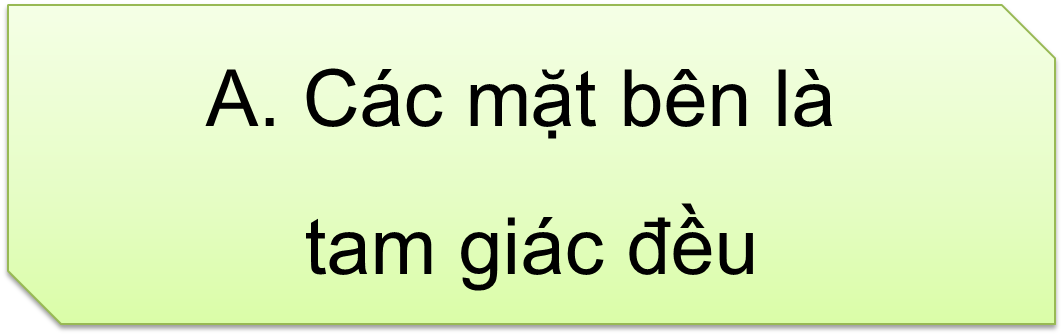 A. Các mặt bên là
tam giác đều